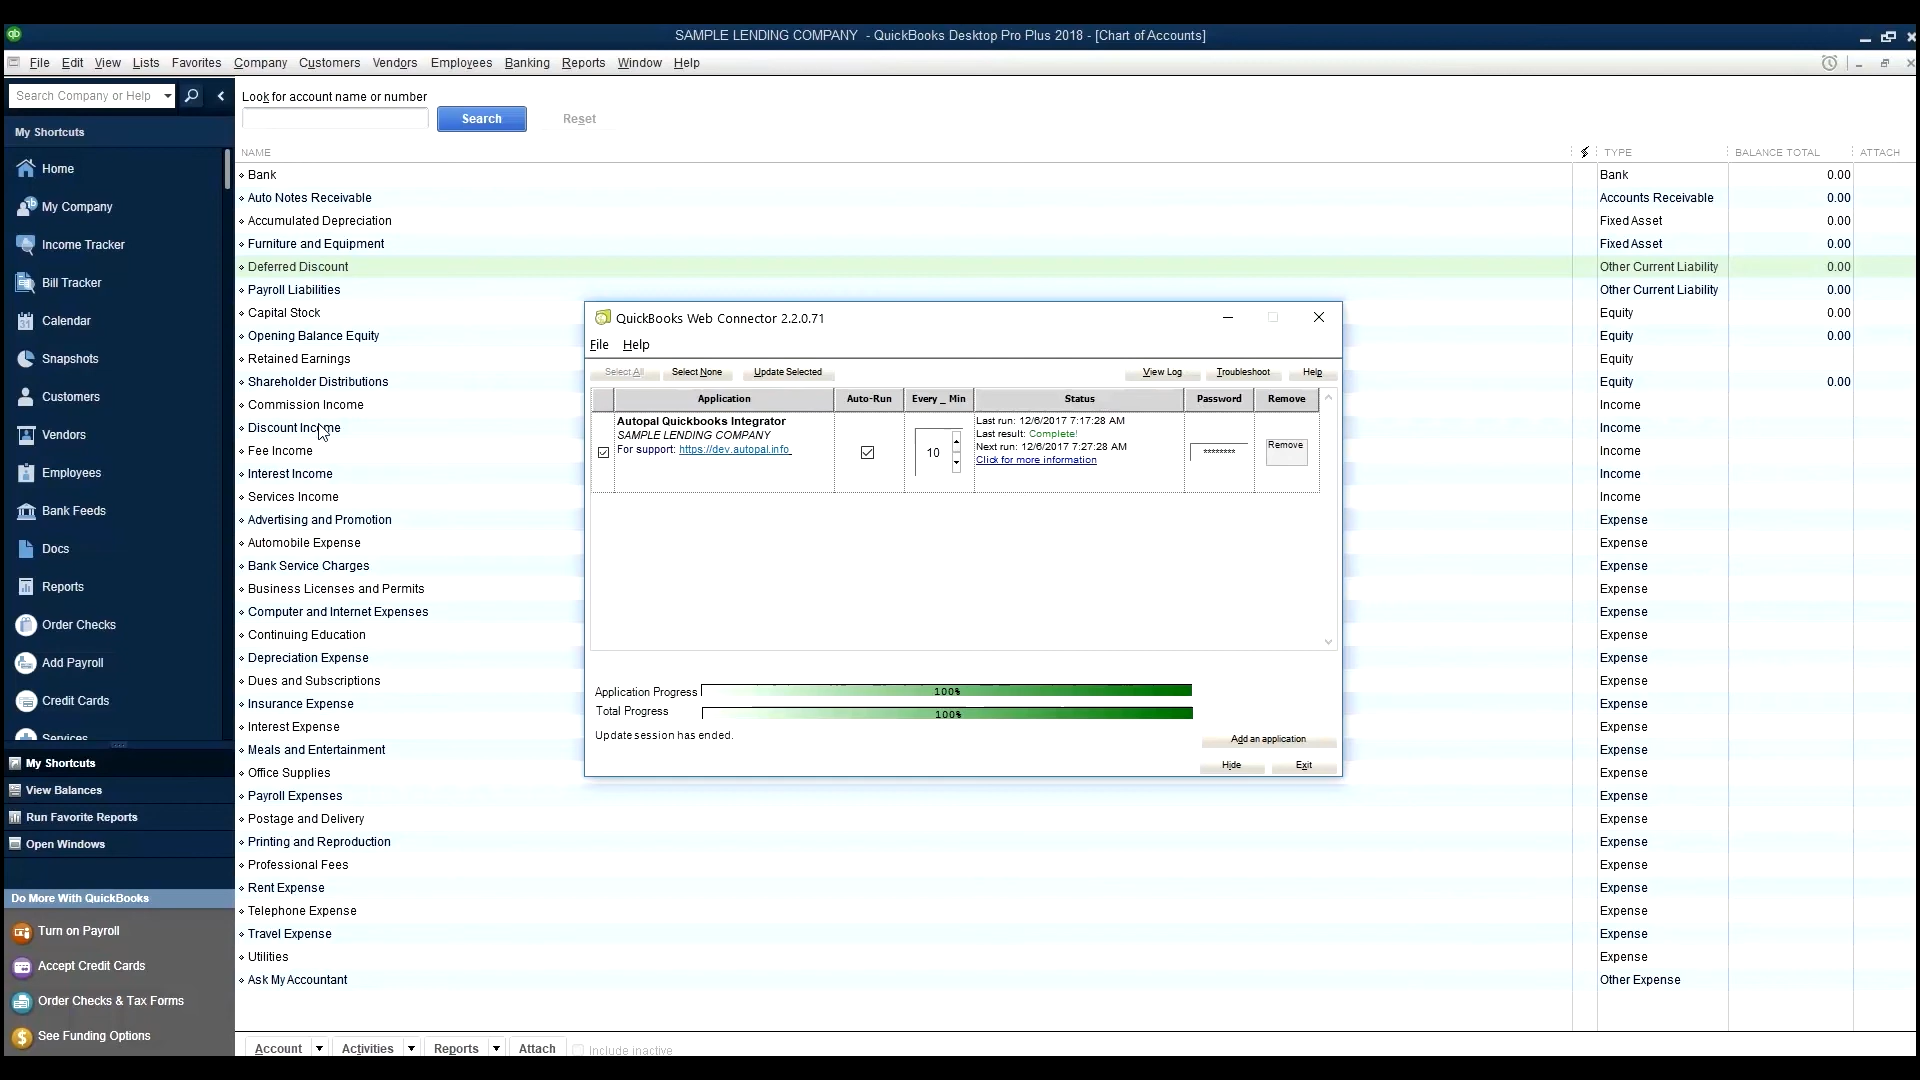 SAMPLE LENDING COMPANY - QuickBooks Desktop Pro Plus 2018 - [Chart of Accounts]
File Edit View Lists Favorites Company Customers Vendors Employees Banking Reports Window Help
Search Company or Help
My Shortcuts
Home
My Company
Income Tracker
Bill Tracker
Calendar
Snapshots
Customers
Vendors
Employees
Bank Feeds
Docs
Reports
Order Checks
Add Payroll
Credit Cards
Services
My Shortcuts
View Balances
Run Favorite Reports
Open Windows
Do More With QuickBooks
Turn on Payroll
Accept Credit Cards
Order Checks & Tax Forms
See Funding Options
Look for account name or number
Search Reset
NAME TYPE BALANCE TOTAL ATTACH
Bank Bank 0.00
Auto Notes Receivable Accounts Receivable 0.00
Accumulated Depreciation Fixed Asset 0.00
Furniture and Equipment Fixed Asset 0.00
Deferred Discount Other Current Liability 0.00
Payroll Liabilities Other Current Liability 0.00
Capital Stock Equity 0.00
Opening Balance Equity Equity 0.00
Retained Earnings Equity
Shareholder Distributions Equity 0.00
Commission Income Income
Discount Income Income
Fee Income Income
Interest Income Income
Services Income Income
Advertising and Promotion Expense
Automobile Expense Expense
Bank Service Charges Expense
Business Licenses and Permits Expense
Computer and Internet Expenses Expense
Continuing Education Expense
Depreciation Expense Expense
Dues and Subscriptions Expense
Insurance Expense Expense
Interest Expense Expense
Meals and Entertainment Expense
Office Supplies Expense
Payroll Expenses Expense
Postage and Delivery Expense
Printing and Reproduction Expense
Professional Fees Expense
Rent Expense Expense
Telephone Expense Expense
Travel Expense Expense
Utilities Expense
Ask My Accountant Other Expense
Account Activities Reports Attach Include inactive
QuickBooks Web Connector 2.2.0.71
File Help
Select All Select None Update Selected View Log Troubleshoot Help
Application Auto-Run Every _ Min Status Password Remove
Autopal Quickbooks Integrator
SAMPLE LENDING COMPANY
For support: https://dev.autopal.info
10
Last run: 12/6/2017 7:17:28 AM
Last result: Complete!
Next run: 12/6/2017 7:27:28 AM
Click for more information
********
Remove
Application Progress 100%
Total Progress 100%
Update session has ended.
Add an application
Hide Exit